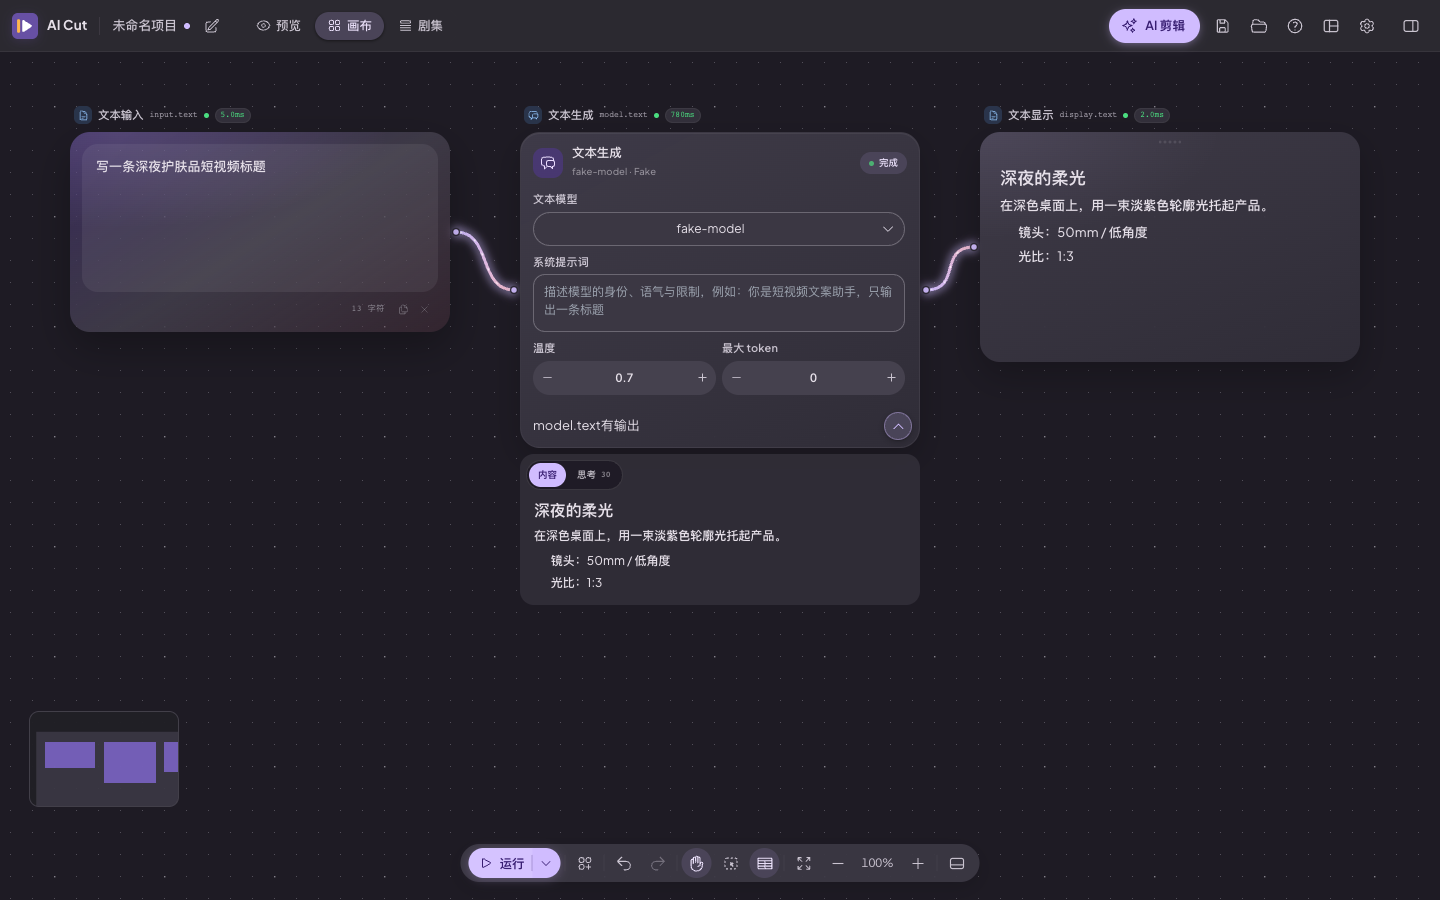 AI Cut
未命名项目
预览
画布
剧集
AI 剪辑
文本输入 input.text 5.0ms
写一条深夜护肤品短视频标题
13 字符
文本生成 model.text 780ms
文本生成
fake-model · Fake
完成
文本模型
fake-model
系统提示词
描述模型的身份、语气与限制，例如：你是短视频文案助手，只输
出一条标题
温度
最大 token
0.7
0
model.text有输出
内容
思考 30
深夜的柔光
在深色桌面上，用一束淡紫色轮廓光托起产品。
镜头：50mm / 低角度
光比：1:3
文本显示 display.text 2.0ms
深夜的柔光
在深色桌面上，用一束淡紫色轮廓光托起产品。
镜头：50mm / 低角度
光比：1:3
运行
100%